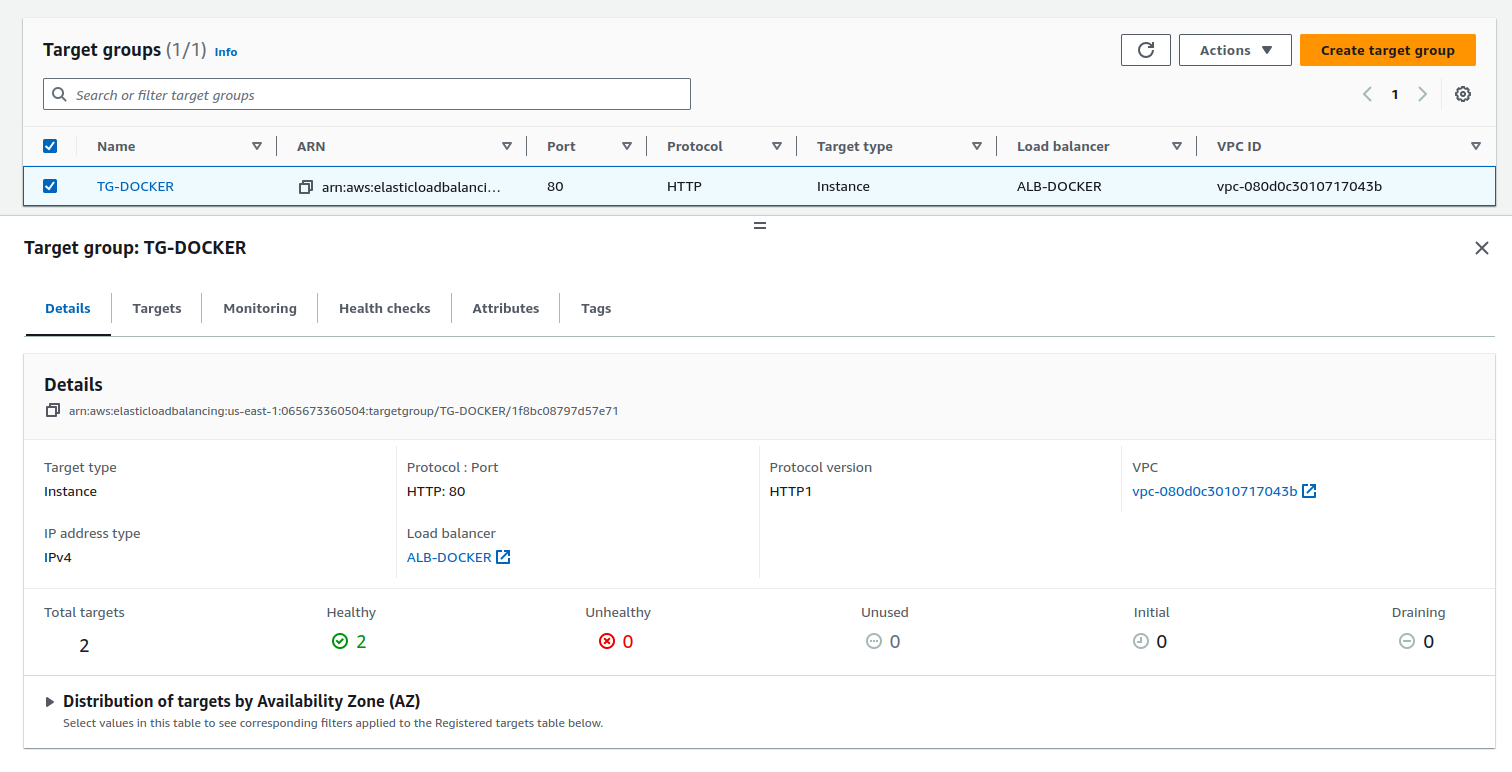 Target groups (1/1) Info
Actions
Create target group
Search or filter target groups
1
Name ARN Port Protocol Target type Load balancer VPC ID
TG-DOCKER arn:aws:elasticloadbalanci… 80 HTTP Instance ALB-DOCKER vpc-080d0c3010717043b
Target group: TG-DOCKER
Details Targets Monitoring Health checks Attributes Tags
Details
arn:aws:elasticloadbalancing:us-east-1:065673360504:targetgroup/TG-DOCKER/1f8bc08797d57e71
Target type Protocol : Port Protocol version VPC
Instance HTTP: 80 HTTP1 vpc-080d0c3010717043b
IP address type Load balancer
IPv4 ALB-DOCKER
Total targets Healthy Unhealthy Unused Initial Draining
2 2 0 0 0 0
Distribution of targets by Availability Zone (AZ)
Select values in this table to see corresponding filters applied to the Registered targets table below.